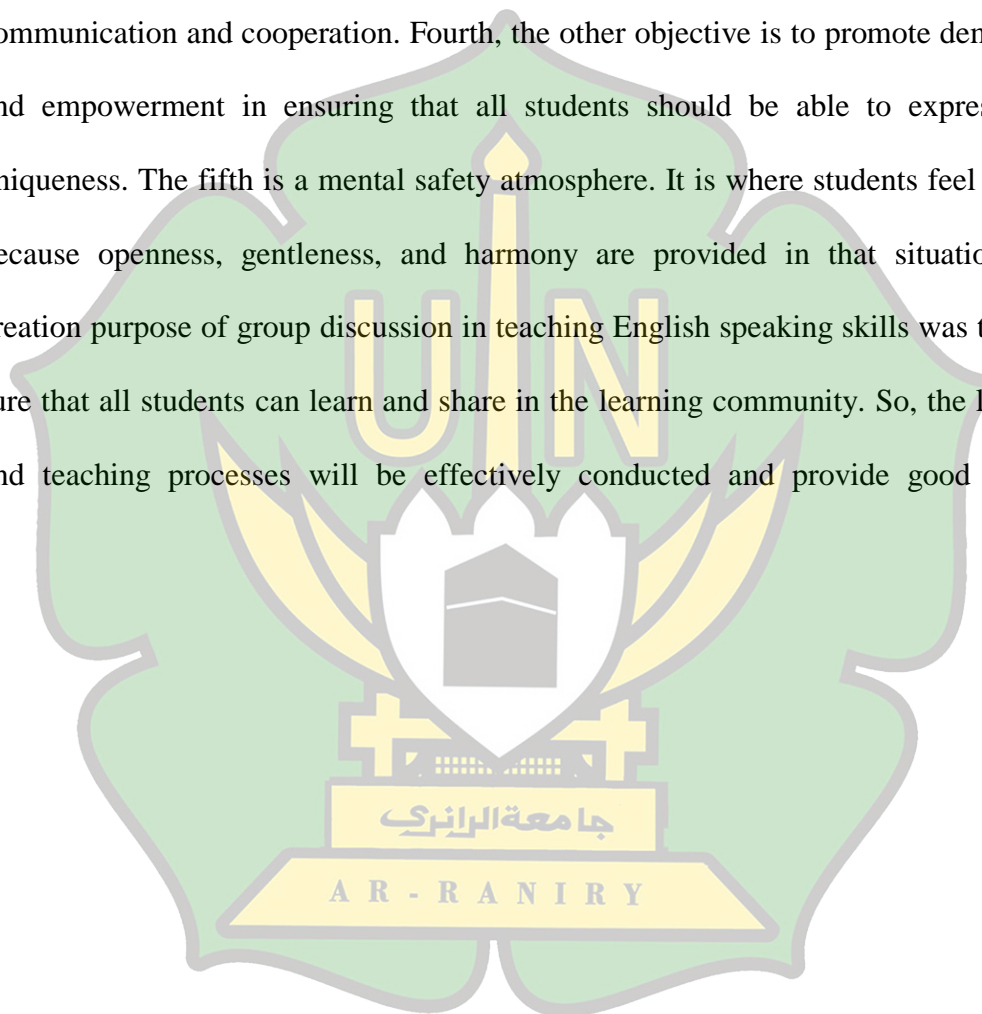 ommunication and cooperation. Fourth, the other objective is to promote
nd empowerment in ensuring that all students should be able to expres
niqueness. The fifth is a mental safety atmosphere. It is where students feel
ecause openness, gentleness, and harmony are provided in that situatio
reation purpose of group discussion in teaching English speaking skills was t
ure that all students can learn and share in the learning community. So, the l
nd teaching processes will be effectively conducted and provide good
UIN
جامعةالرانري
AR-RANIRY